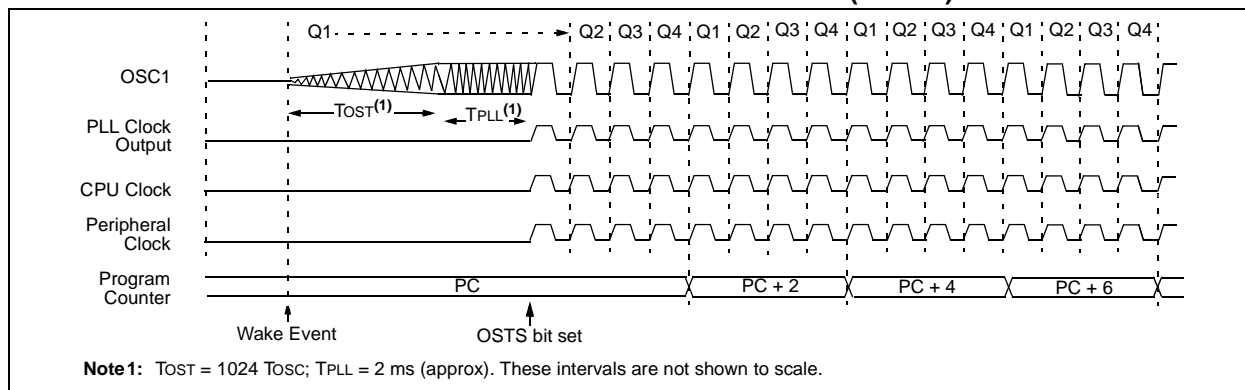 Q1 Q2 Q3 Q4 Q1 Q2 Q3 Q4 Q1 Q2 Q3 Q4 Q1 Q2 Q3 Q4
OSC1
TOST(1) TPLL(1)
PLL Clock
Output
CPU Clock
Peripheral
Clock
Program
Counter
PC PC + 2 PC + 4 PC + 6
Wake Event OSTS bit set
Note1: TOST = 1024 TOSC; TPLL = 2 ms (approx). These intervals are not shown to scale.